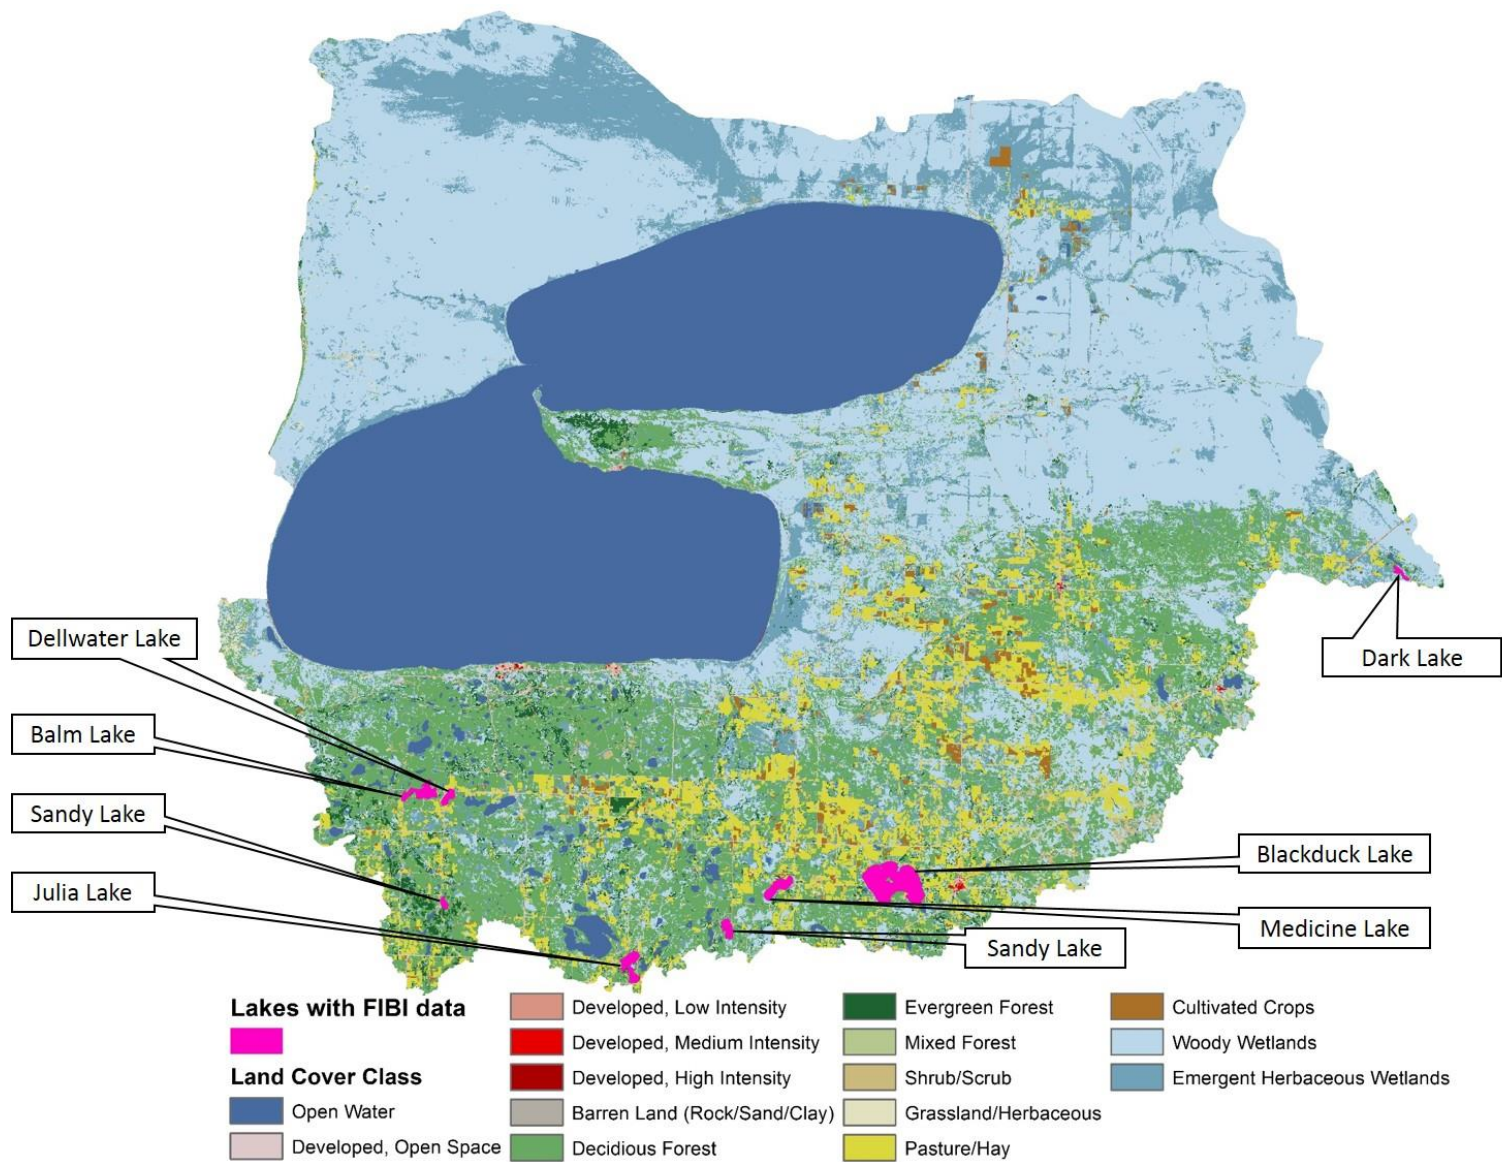 Dellwater Lake
Balm Lake
Sandy Lake
Julia Lake
Dark Lake
Blackduck Lake
Medicine Lake
Sandy Lake
Lakes with FIBI data
Land Cover Class
Open Water
Developed, Open Space
Developed, Low Intensity
Developed, Medium Intensity
Developed, High Intensity
Barren Land (Rock/Sand/Clay)
Decidious Forest
Evergreen Forest
Mixed Forest
Shrub/Scrub
Grassland/Herbaceous
Pasture/Hay
Cultivated Crops
Woody Wetlands
Emergent Herbaceous Wetlands